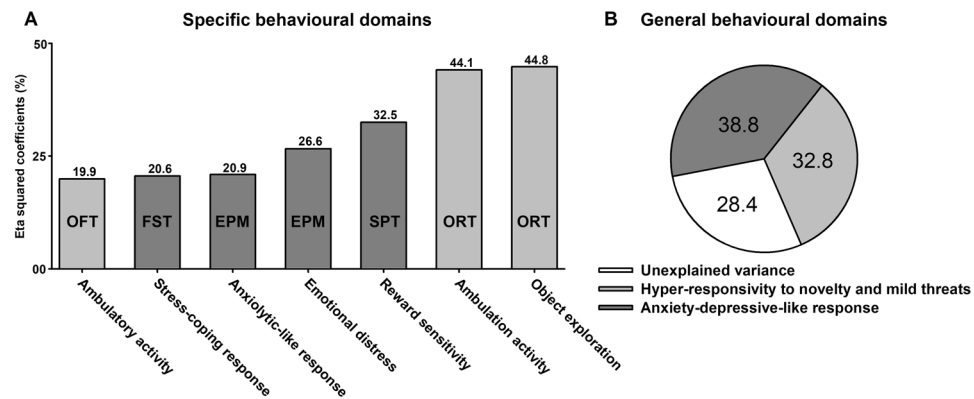 A
Specific behavioural domains
Eta squared coefficients (%)
50
25
00
19.9
20.6
20.9
26.6
32.5
44.1
44.8
OFT
FST
EPM
EPM
SPT
ORT
ORT
Ambulatory activity
Stress-coping response
Anxiolytic-like response
Emotional distress
Reward sensitivity
Ambulation activity
Object exploration
B
General behavioural domains
38.8
32.8
28.4
Unexplained variance
Hyper-responsivity to novelty and mild threats
Anxiety-depressive-like response